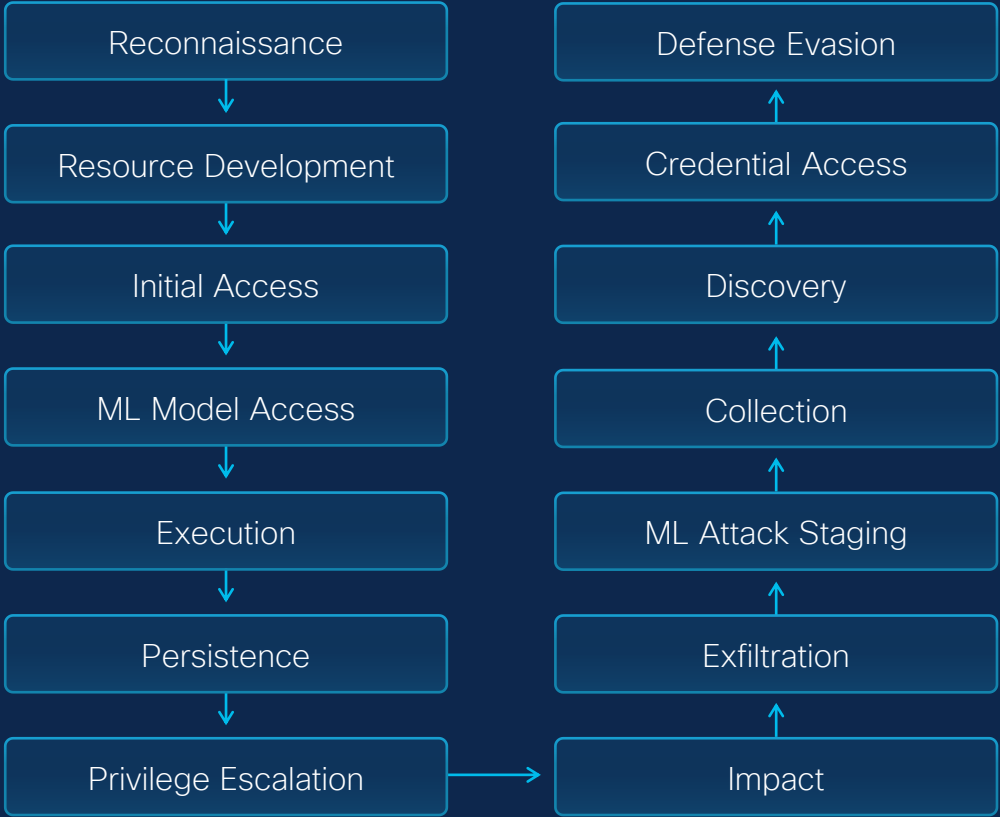 Reconnaissance
Resource Development
Initial Access
ML Model Access
Execution
Persistence
Privilege Escalation
Defense Evasion
Credential Access
Discovery
Collection
ML Attack Staging
Exfiltration
Impact